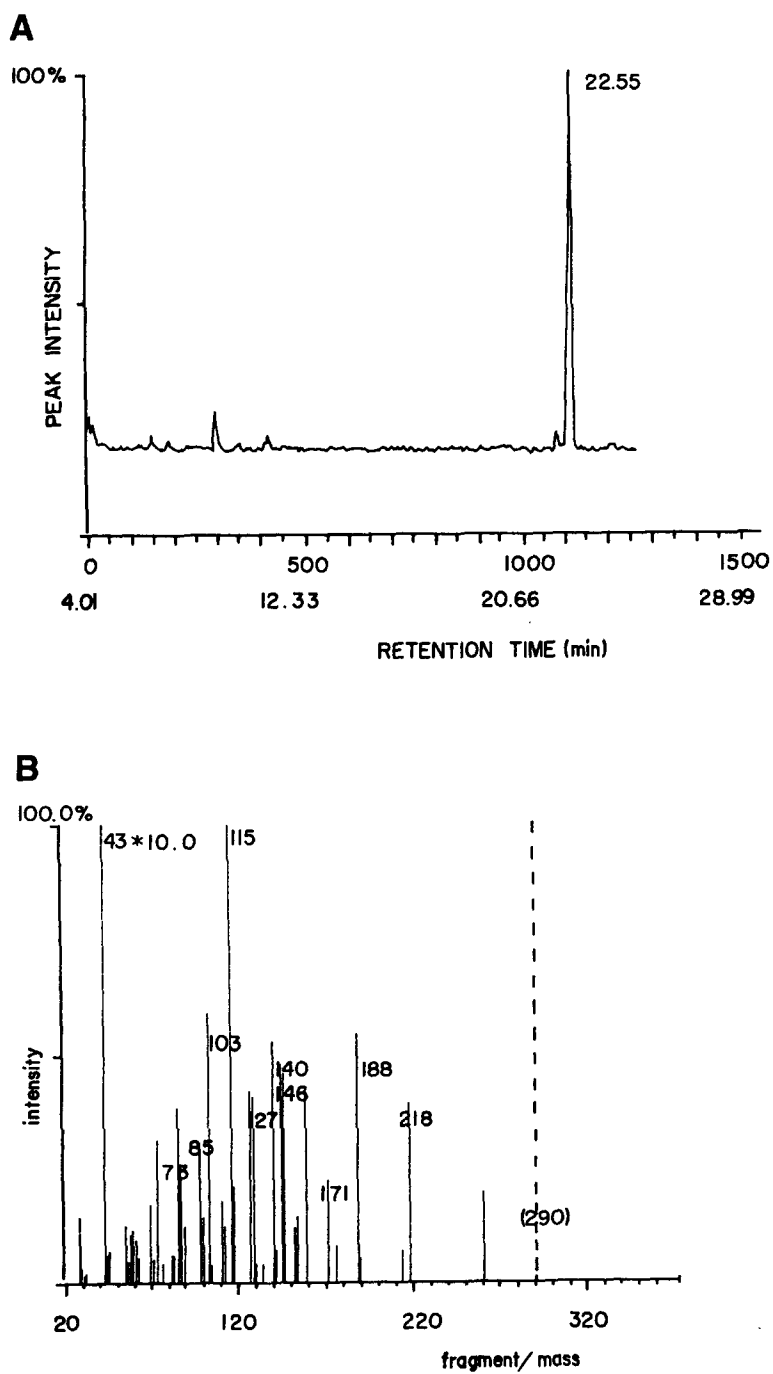 A
100%
22.55
PEAK INTENSITY
0 500 1000 1500
4.01 12.33 20.66 28.99
RETENTION TIME (min)
B
100.0%
43*10.0 115
103
140 188
146
127 218
85
73
171
(290)
intensity
20 120 220 320
fragment/mass